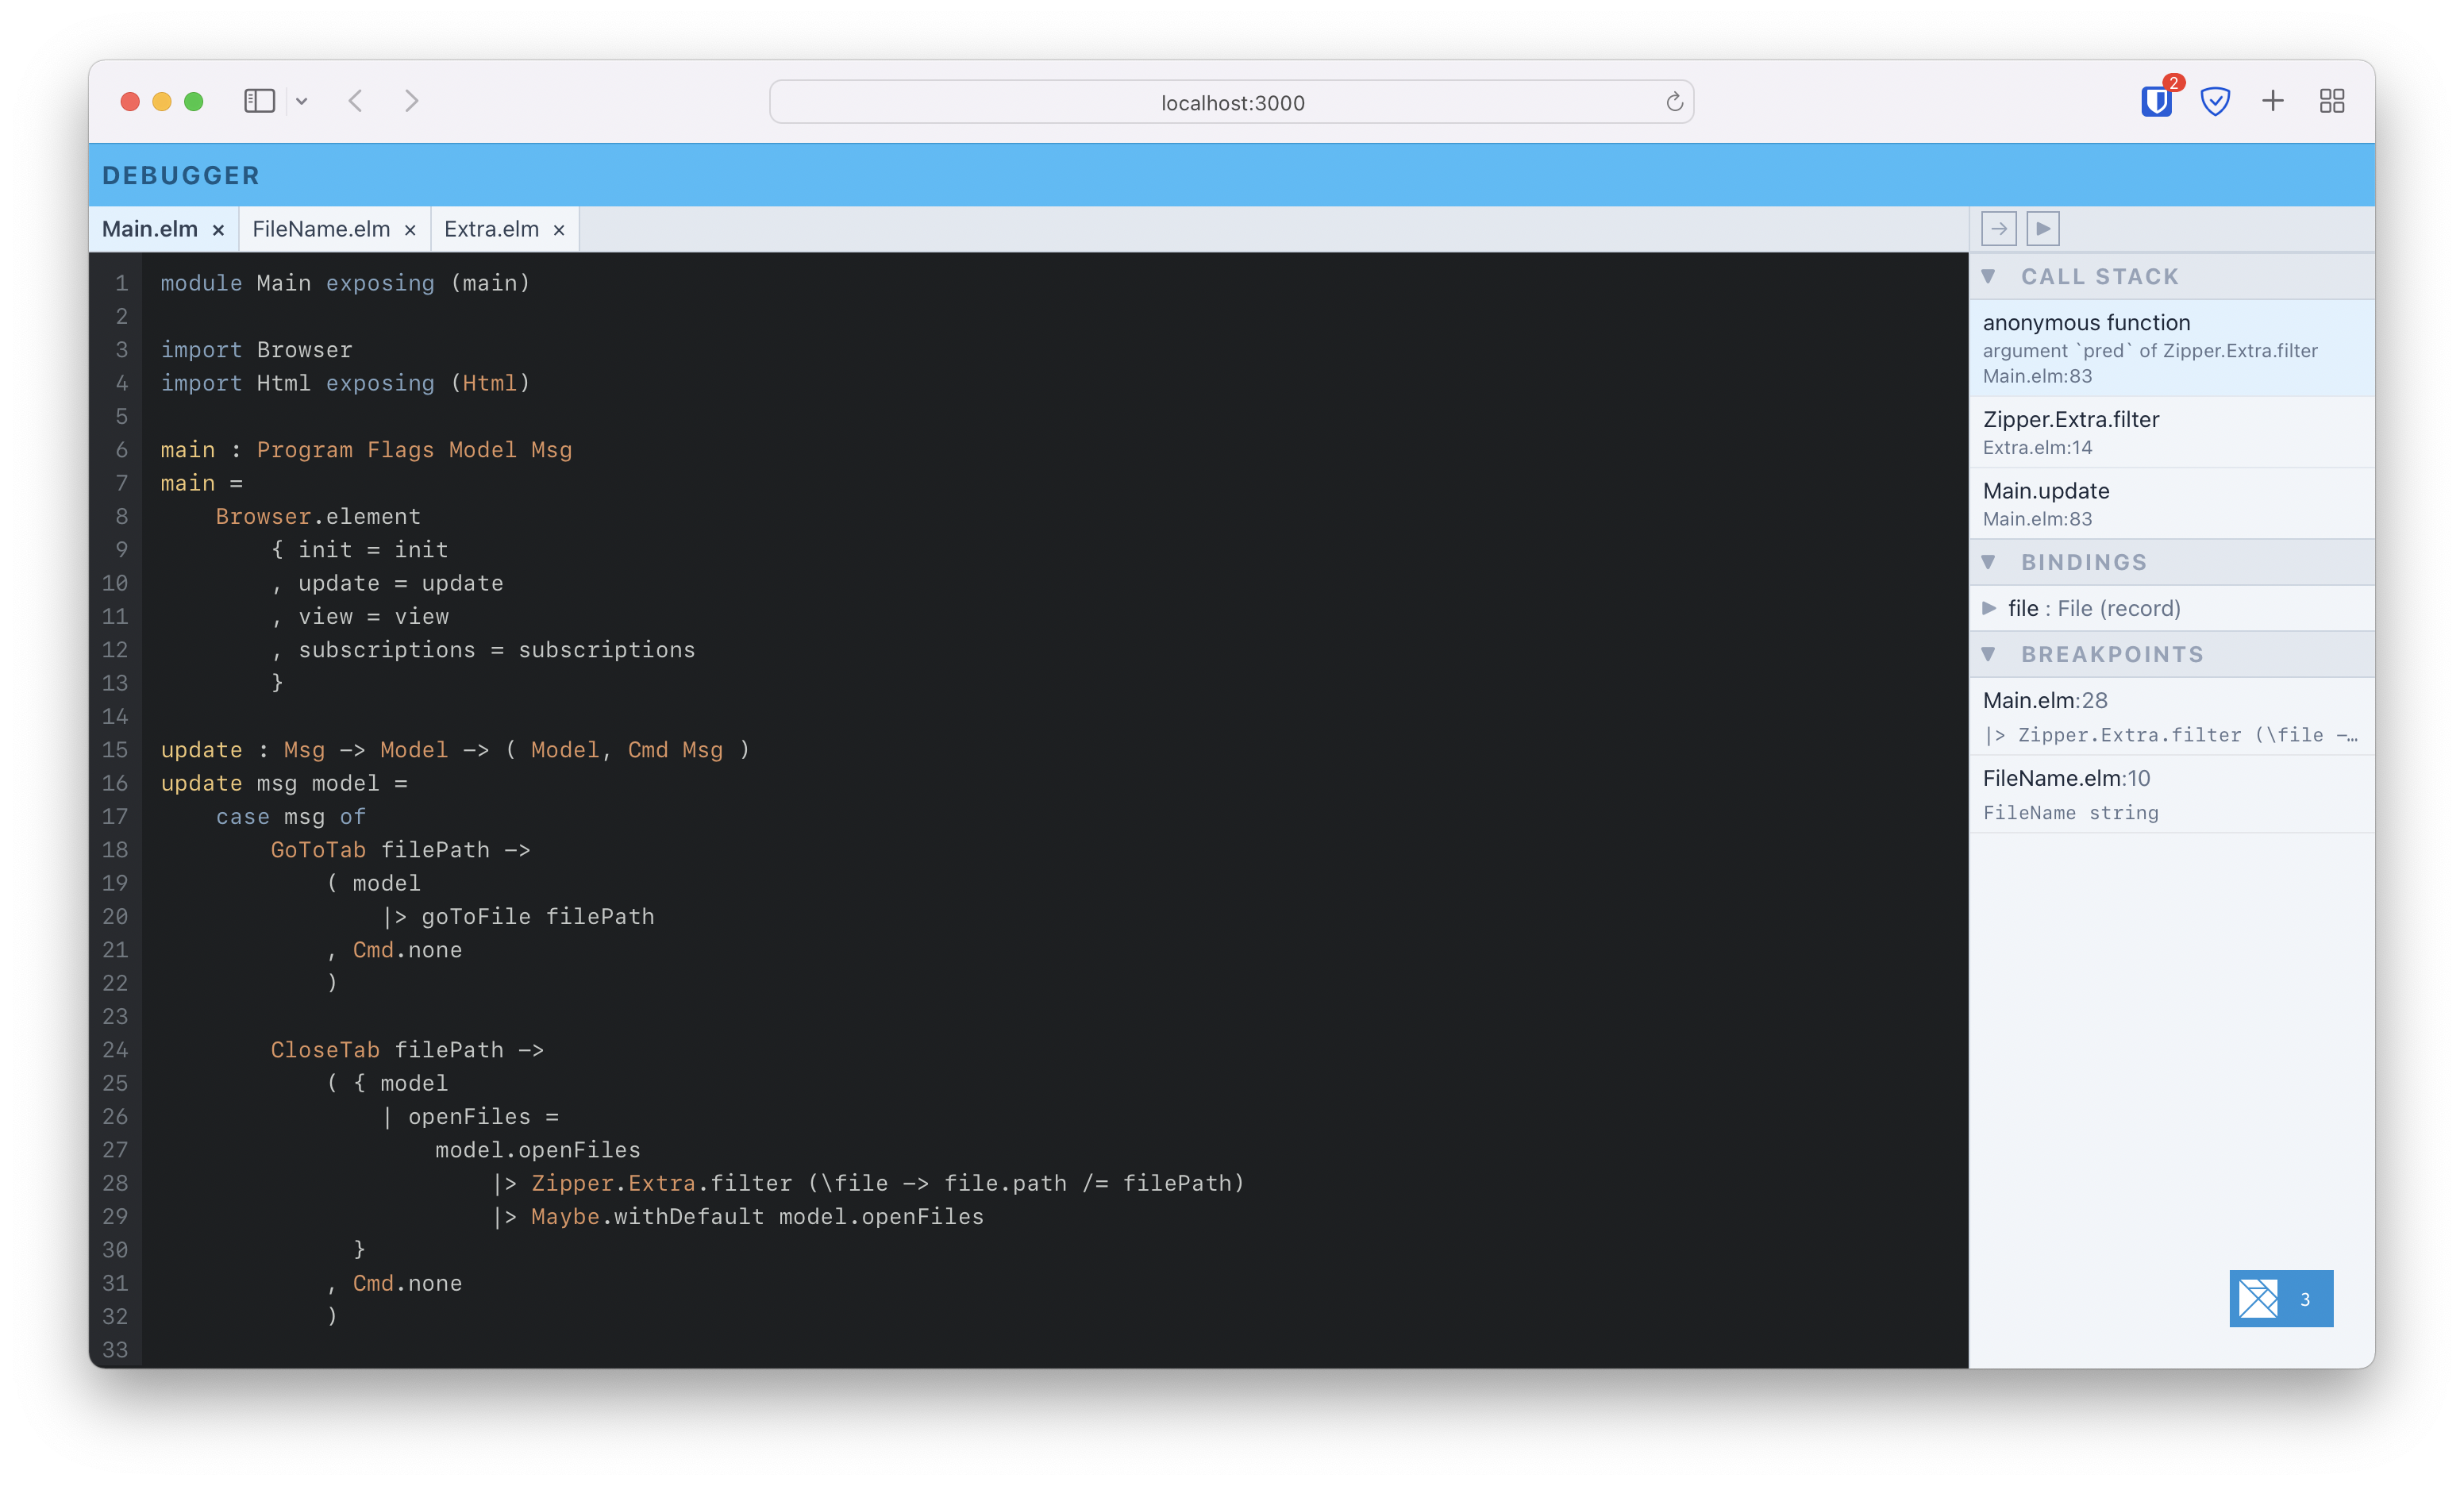 localhost:3000
2
DEBUGGER
Main.elm ×
FileName.elm ×
Extra.elm ×
1 module Main exposing (main)
2
3 import Browser
4 import Html exposing (Html)
5
6 main : Program Flags Model Msg
7 main =
8     Browser.element
9         { init = init
10         , update = update
11         , view = view
12         , subscriptions = subscriptions
13         }
14
15 update : Msg -> Model -> ( Model, Cmd Msg )
16 update msg model =
17     case msg of
18         GoToTab filePath ->
19             ( model
20                 |> goToFile filePath
21             , Cmd.none
22             )
23
24         CloseTab filePath ->
25             ( { model
26                 | openFiles =
27                     model.openFiles
28                         |> Zipper.Extra.filter (\file -> file.path /= filePath)
29                         |> Maybe.withDefault model.openFiles
30               }
31             , Cmd.none
32             )
33
CALL STACK
anonymous function
argument `pred` of Zipper.Extra.filter
Main.elm:83
Zipper.Extra.filter
Extra.elm:14
Main.update
Main.elm:83
BINDINGS
file : File (record)
BREAKPOINTS
Main.elm:28
|> Zipper.Extra.filter (\file -…
FileName.elm:10
FileName string
3